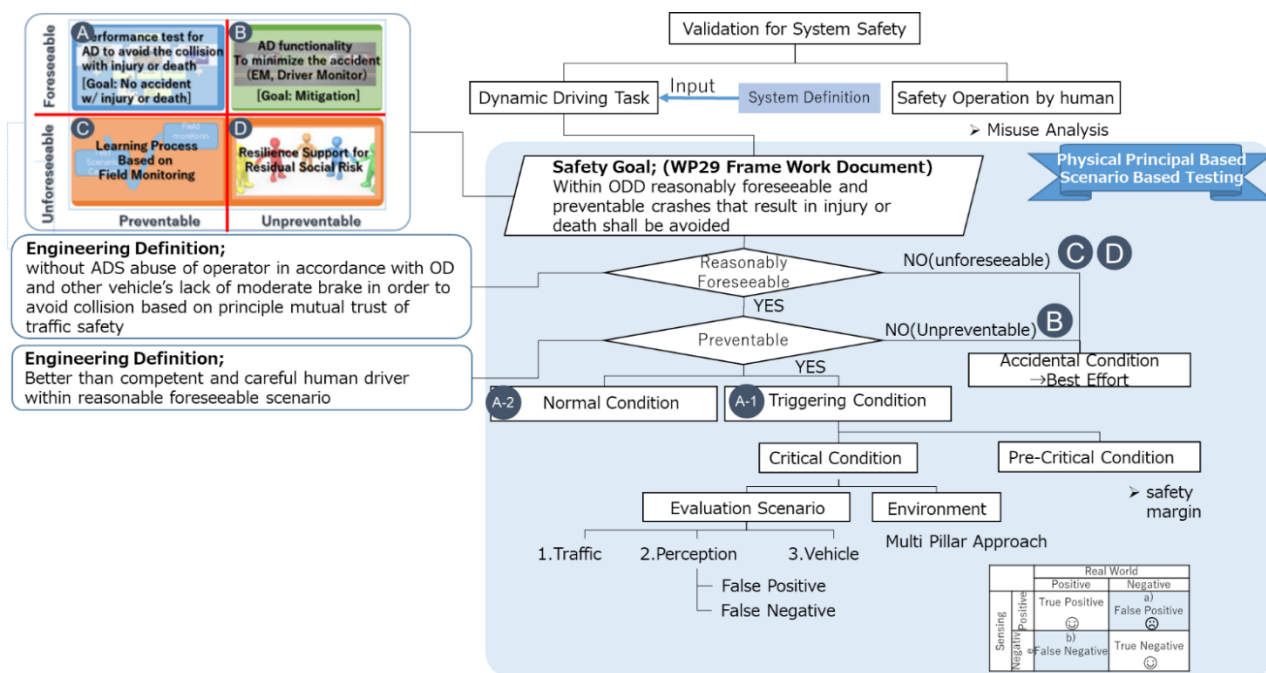 Foreseeable
Unforeseeable
A
Performance test for
AD to avoid the collision
with injury or death
[Goal: No accident
w/ injury or death]
B
AD functionality
To minimize the accident
(EM, Driver Monitor)
[Goal: Mitigation]
C
Field
monitorin
Learning Process
Based on
Field Monitoring
D
Resilience Support for
Residual Social Risk
Preventable
Unpreventable
Engineering Definition;
without ADS abuse of operator in accordance with OD
and other vehicle's lack of moderate brake in order to
avoid collision based on principle mutual trust of
traffic safety
Engineering Definition;
Better than competent and careful human driver
within reasonable foreseeable scenario
Validation for System Safety
Dynamic Driving Task
Input
System Definition
Safety Operation by human
➢ Misuse Analysis
Physical Principal Based
Scenario Based Testing
Safety Goal; (WP29 Frame Work Document)
Within ODD reasonably foreseeable and
preventable crashes that result in injury or
death shall be avoided
Reasonably
Foreseeable
NO(unforeseeable)
C D
YES
Preventable
NO(Unpreventable)
B
YES
Accidental Condition
→Best Effort
A-2
Normal Condition
A-1
Triggering Condition
Critical Condition
Pre-Critical Condition
➢ safety
margin
Evaluation Scenario
Environment
Multi Pillar Approach
1.Traffic
2.Perception
3.Vehicle
False Positive
False Negative
Real World
Positive
Negative
Sensing
Positive
True Positive
☺
a)
False Positive
☹
Negativ
e
b)
False Negative
True Negative
☺